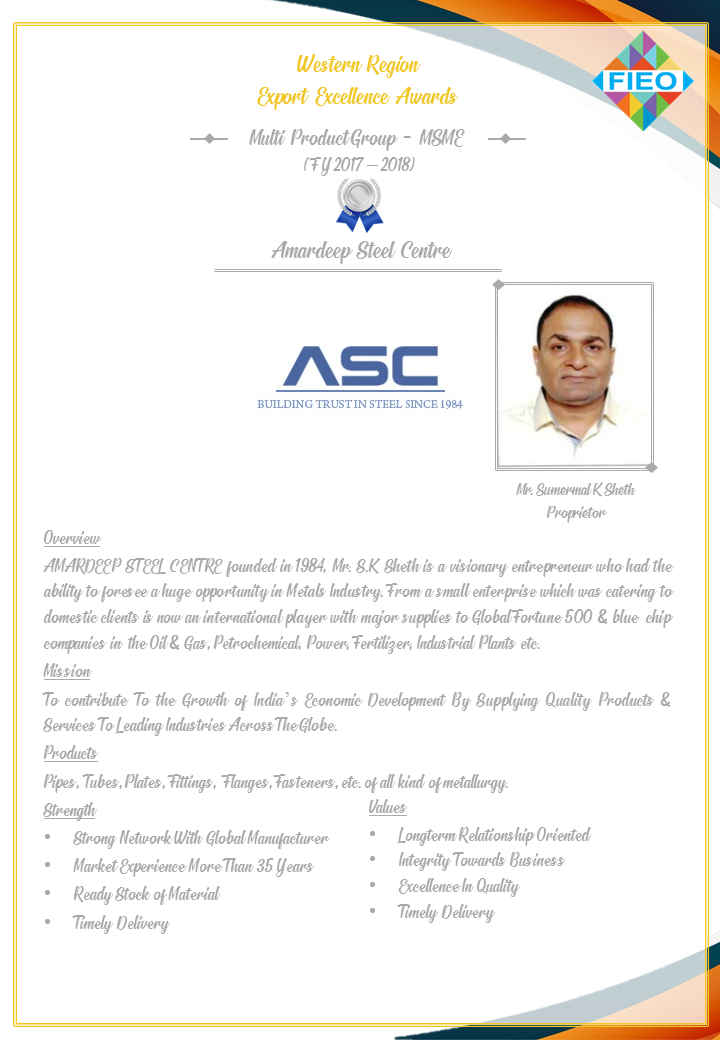 Western Region
Export Excellence Awards
FIEO
Multi Product Group - MSME
(FY 2017 – 2018)
Amardeep Steel Centre
ASC
BUILDING TRUST IN STEEL SINCE 1984
Mr. Sumermal K Sheth
Proprietor
Overview
AMARDEEP STEEL CENTRE founded in 1984, Mr. S.K Sheth is a visionary entrepreneur who had the
ability to foresee a huge opportunity in Metals Industry. From a small enterprise which was catering to
domestic clients is now an international player with major supplies to Global Fortune 500 & blue chip
companies in the Oil & Gas, Petrochemical, Power, Fertilizer, Industrial Plants etc.
Mission
To contribute To the Growth of India's Economic Development By Supplying Quality Products &
Services To Leading Industries Across The Globe.
Products
Pipes, Tubes, Plates, Fittings, Flanges, Fasteners, etc. of all kind of metallurgy.
Strength
• Strong Network With Global Manufacturer
• Market Experience More Than 35 Years
• Ready Stock of Material
• Timely Delivery
Values
• Longterm Relationship Oriented
• Integrity Towards Business
• Excellence In Quality
• Timely Delivery